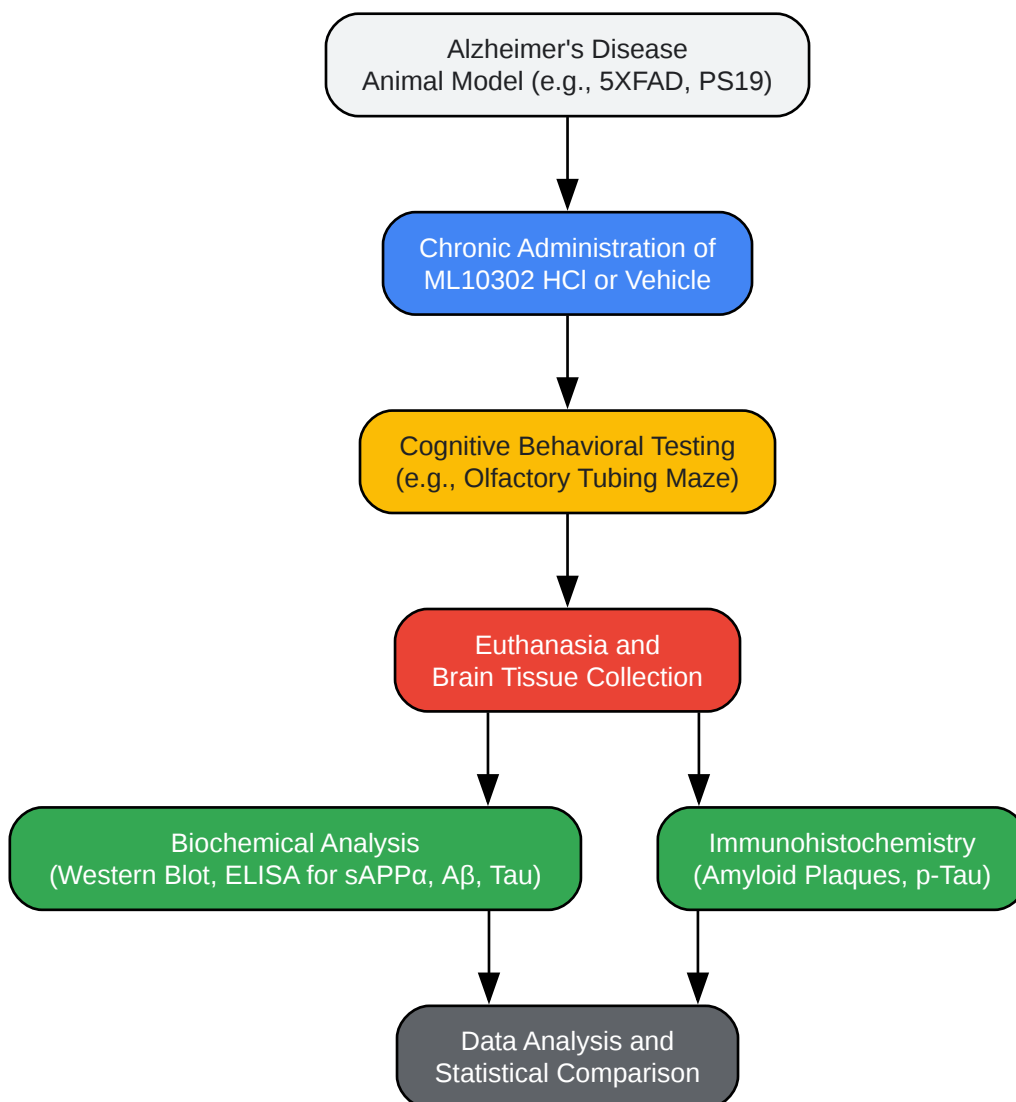 Alzheimer's Disease
Animal Model (e.g., 5XFAD, PS19)
Chronic Administration of
ML10302 HCl or Vehicle
Cognitive Behavioral Testing
(e.g., Olfactory Tubing Maze)
Euthanasia and
Brain Tissue Collection
Biochemical Analysis
(Western Blot, ELISA for sAPPα, Aβ, Tau)
Immunohistochemistry
(Amyloid Plaques, p-Tau)
Data Analysis and
Statistical Comparison